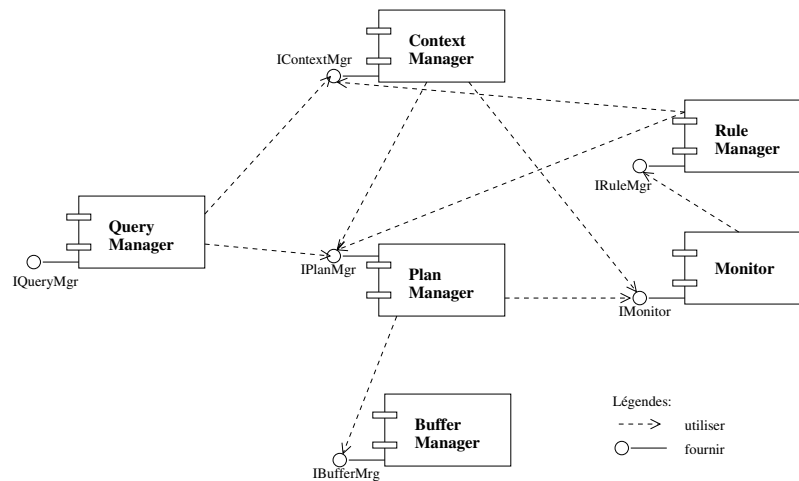 Context
Manager
IContextMgr
Rule
Manager
IRuleMgr
Query
Manager
IQueryMgr
IPlanMgr
Plan
Manager
Monitor
IMonitor
Buffer
Manager
IBufferMrg
Légendes:
utiliser
fournir